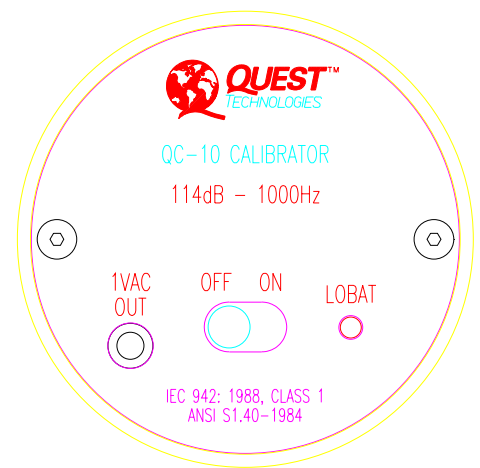 QUEST™
TECHNOLOGIES
QC-10 CALIBRATOR
114dB - 1000Hz
1VAC
OUT
OFF ON
LOBAT
IEC 942: 1988, CLASS 1
ANSI S1.40-1984